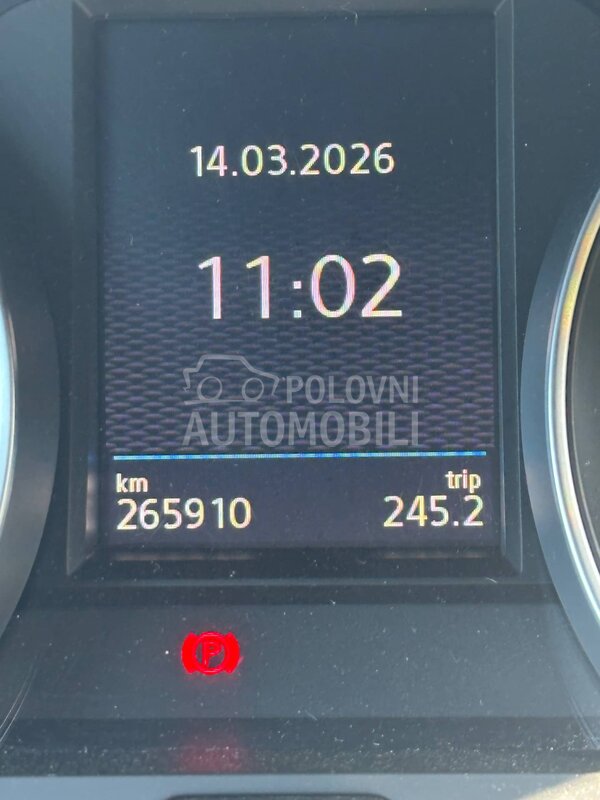 14.03.2026
11:02
POLOVNI
AUTOMOBILI
km trip
265910 245.2
P